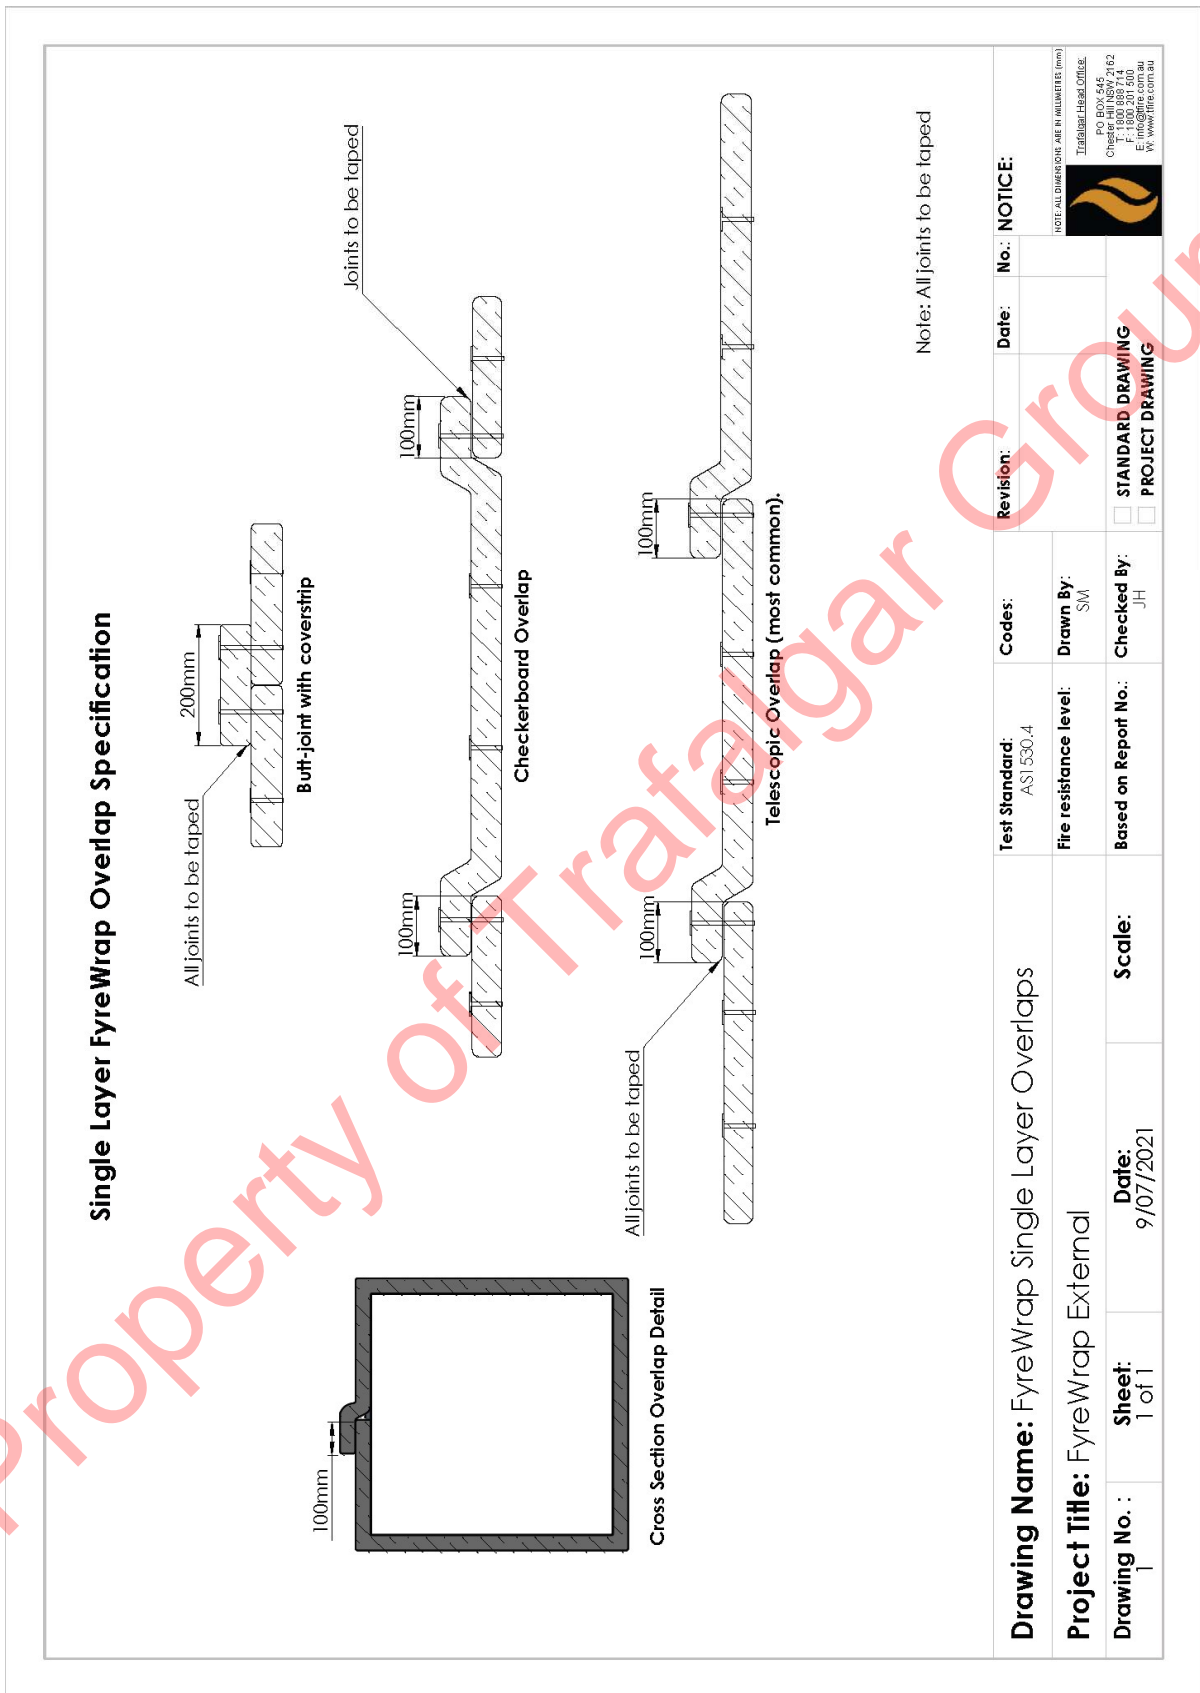 Single Layer FyreWrap Overlap Specification
All joints to be taped
200mm
Butt-joint with coverstrip
Joints to be taped
100mm
100mm
Checkerboard Overlap
100mm
Cross Section Overlap Detail
All joints to be taped
100mm
100mm
Telescopic Overlap (most common).
Note: All joints to be taped
Property of Trafalgar Group
Drawing Name: FyreWrap Single Layer Overlaps
Project Title: FyreWrap External
Drawing No. :
1
Sheet:
1 of 1
Date:
9/07/2021
Scale:
Test Standard:
AS1530.4
Codes:
Fire resistance level:
Drawn By:
SM
Based on Report No.:
Checked By:
JH
Revision:
Date:
No.:
NOTICE:
STANDARD DRAWING
PROJECT DRAWING
NOTE: ALL DIMENSIONS ARE IN MILLIMETRES (mm)
Trafalgar Head Office:
PO BOX 545
Chester Hill NSW 2162
T: 1800 888 714
F: 1800 201 500
E: info@tfire.com.au
W: www.tfire.com.au